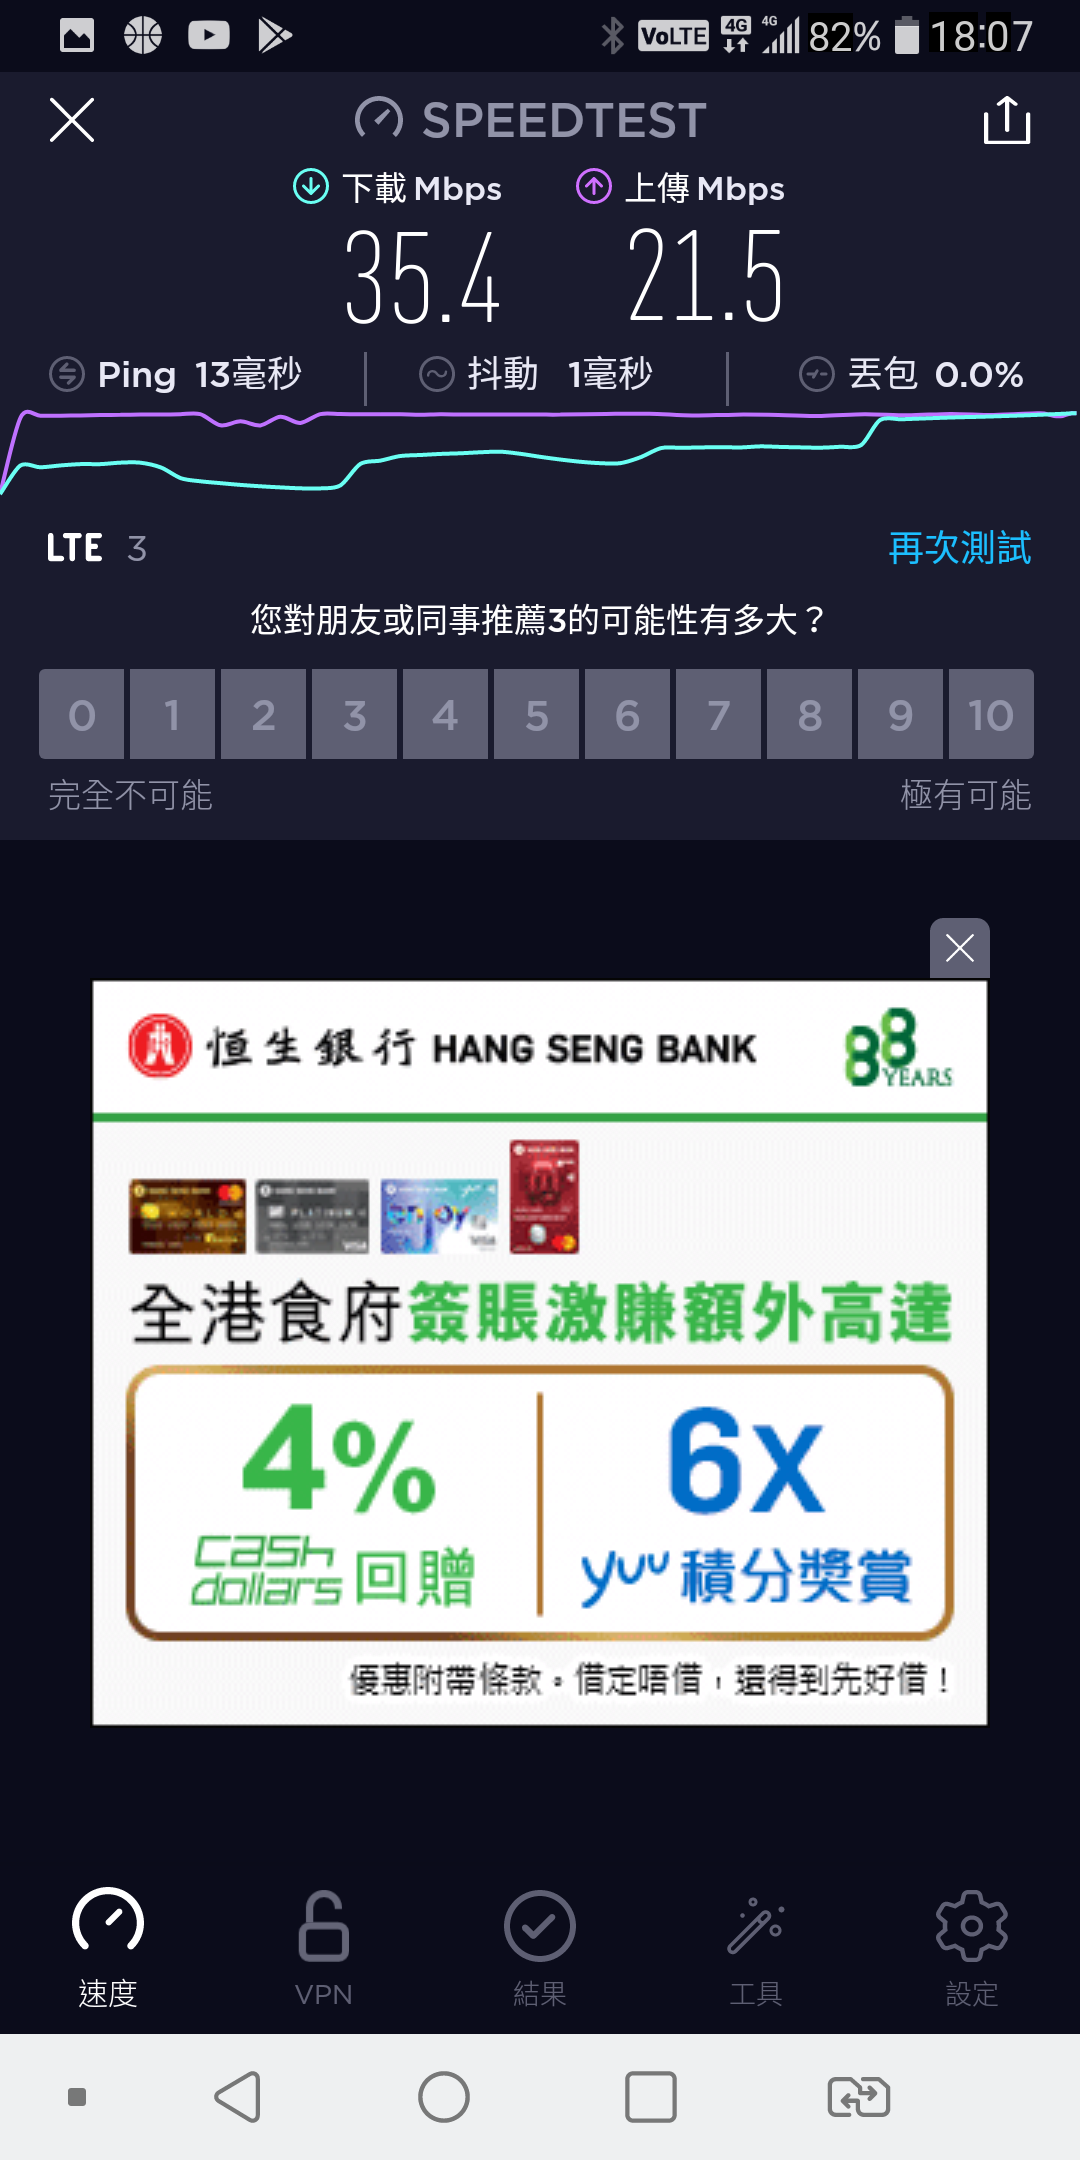 VoLTE 4G 4G 82% 18:07
SPEEDTEST
下載 Mbps 上傳 Mbps
35.4 21.5
Ping 13毫秒 抖動 1毫秒 丟包 0.0%
LTE 3 再次測試
您對朋友或同事推薦3的可能性有多大？
0 1 2 3 4 5 6 7 8 9 10
完全不可能 極有可能
恒生銀行 HANG SENG BANK 88 YEARS
全港食府簽賬激賺額外高達
4% 6X
cash dollars 回贈 yuu 積分獎賞
優惠附帶條款。借定唔借，還得到先好借！
速度 VPN 結果 工具 設定